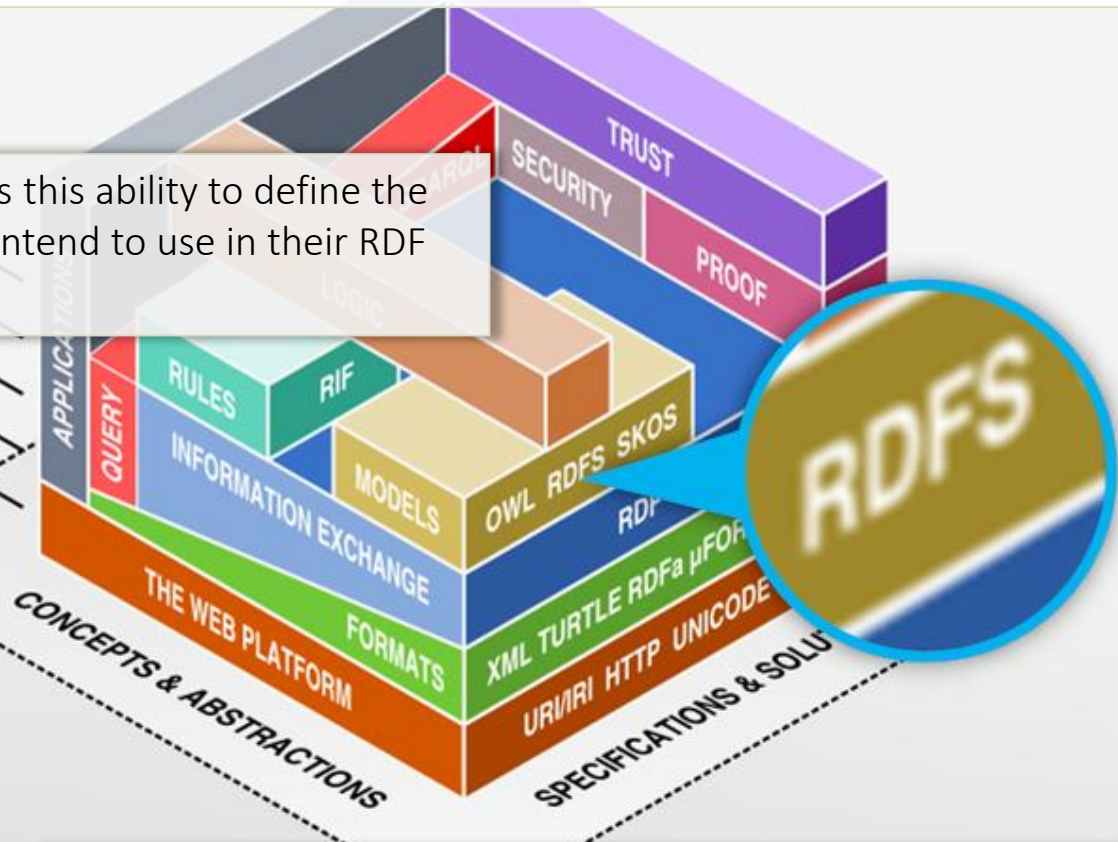 TRUST
SECURITY
PROOF
s this ability to define the
ntend to use in their RDF
LOGIC
APPLICATIONS
RULES
RIF
QUERY
INFORMATION EXCHANGE
MODELS
OWL RDFS SKOS
RDFS
THE WEB PLATFORM
FORMATS
XML TURTLE RDFa µFOR
URI/IRI HTTP UNICODE
CONCEPTS & ABSTRACTIONS
SPECIFICATIONS & SOLUT